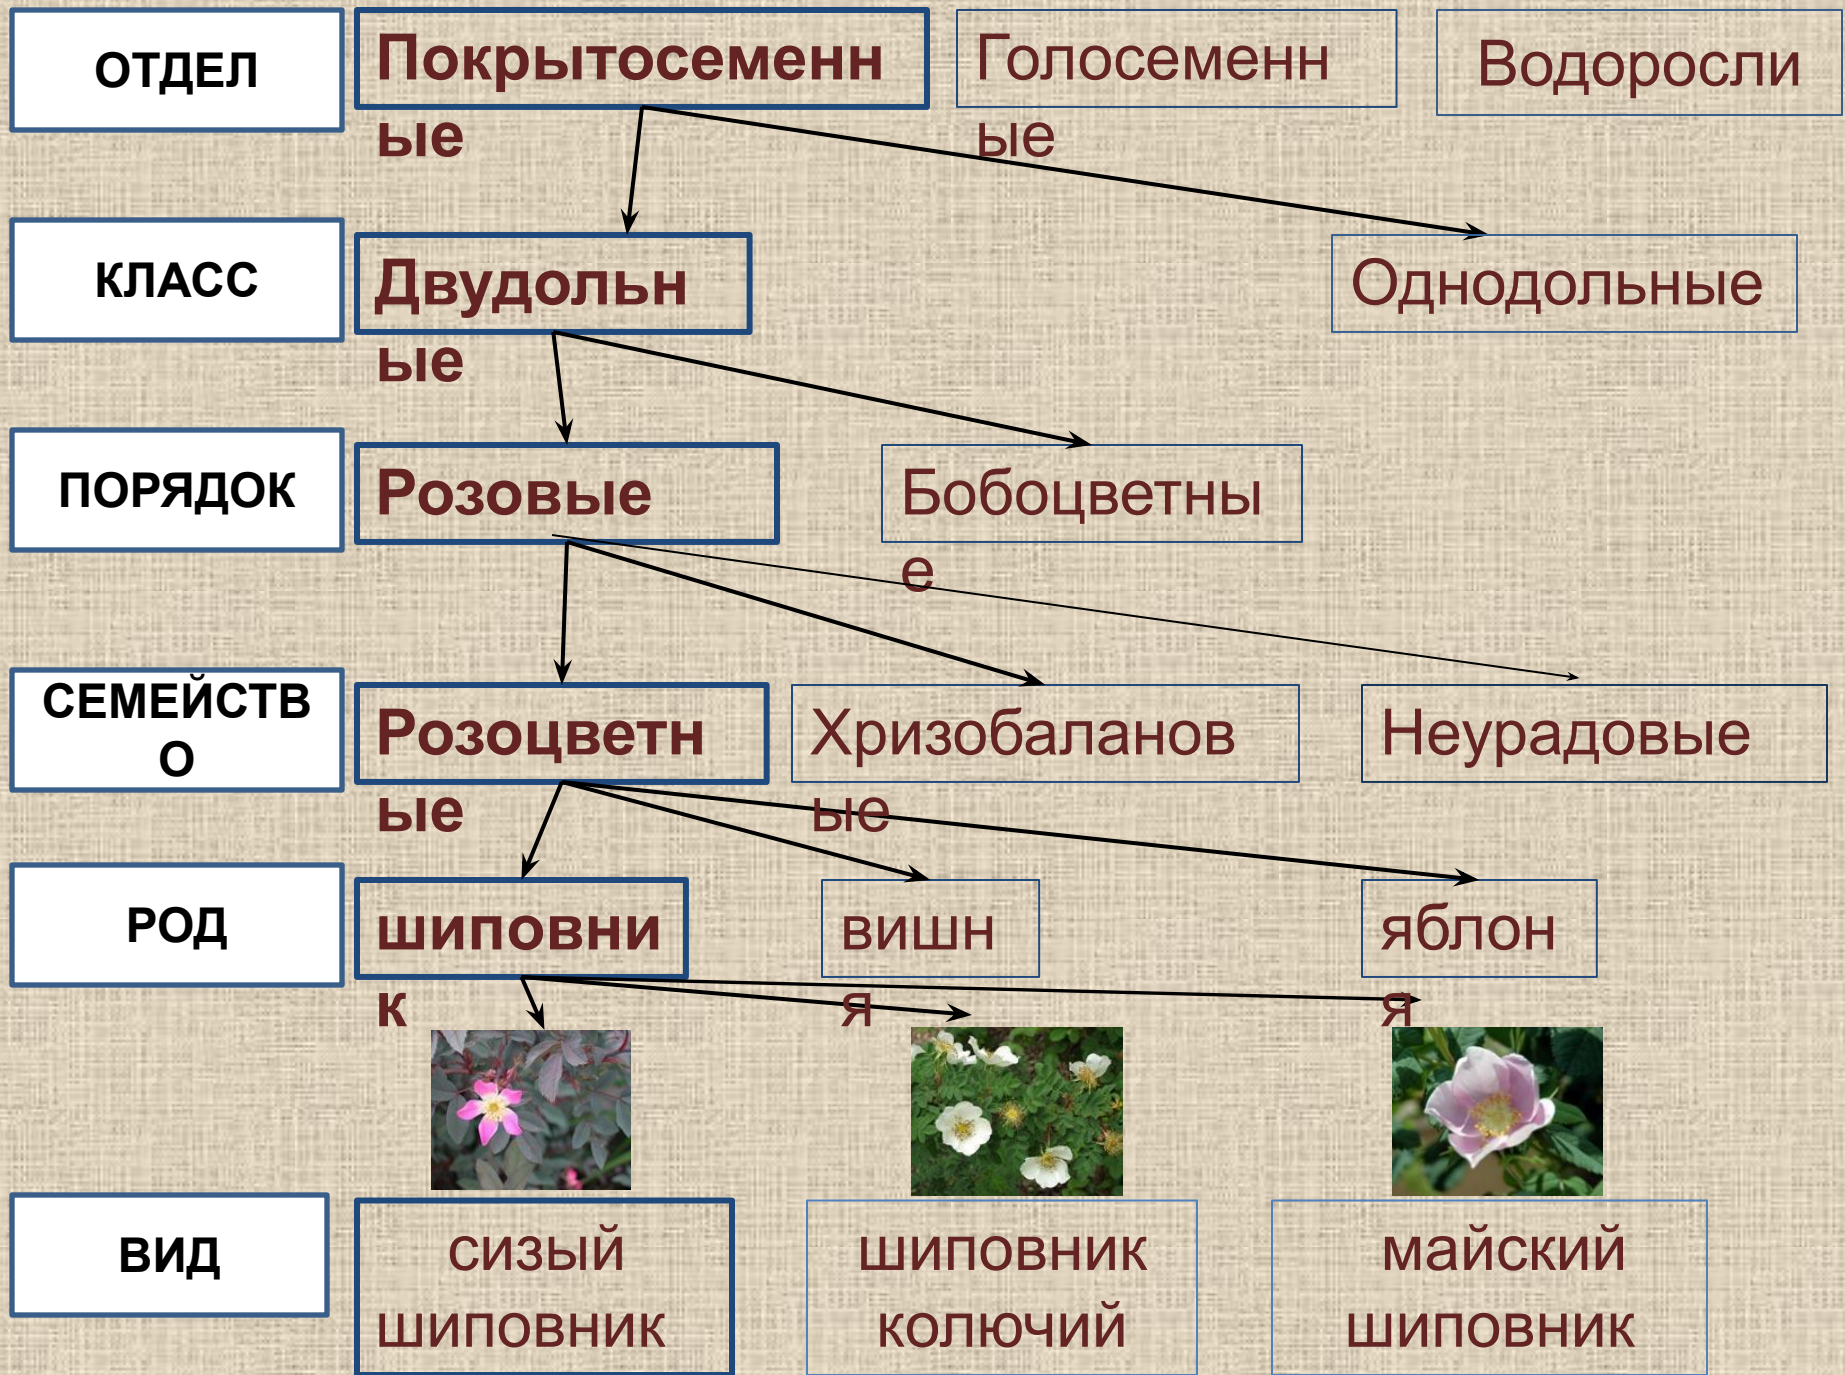 ОТДЕЛ
Покрытосеменн
ые
Голосеменн
ые
Водоросли
КЛАСС
Двудольн
ые
Однодольные
ПОРЯДОК
Розовые
Бобоцветны
е
СЕМЕЙСТВ
О
Розоцветн
ые
Хризобаланов
ые
Неурадовые
РОД
шиповни
к
вишн
я
яблон
я
ВИД
сизый
шиповник
шиповник
колючий
майский
шиповник